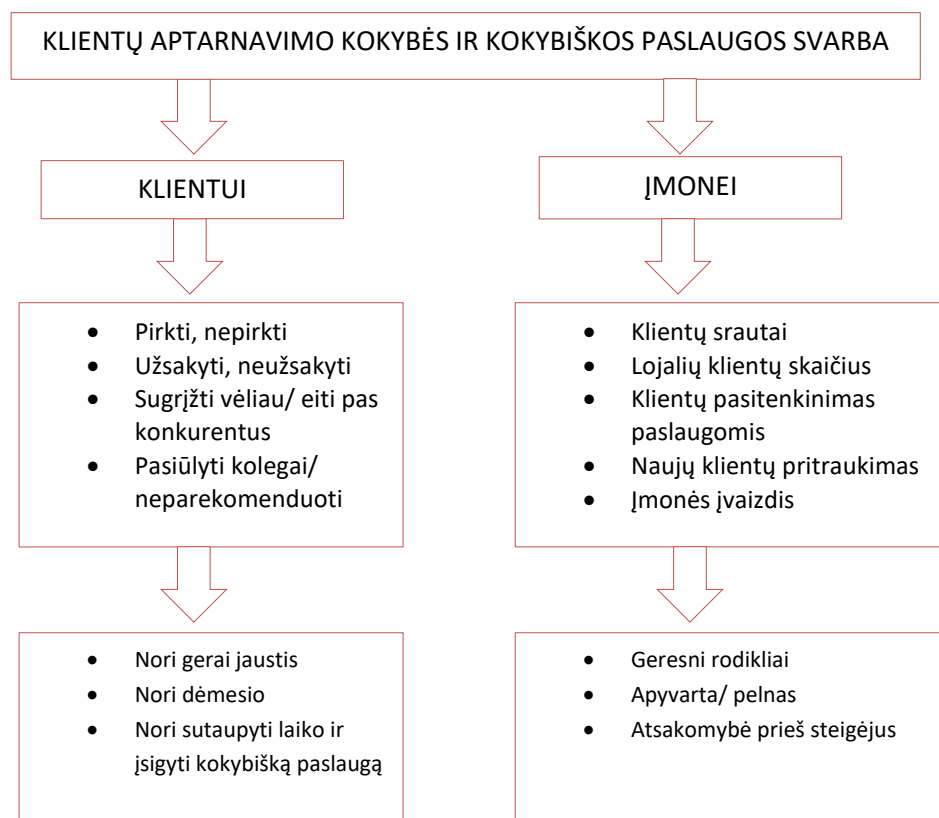 KLIENTŲ APTARNAVIMO KOKYBĖS IR KOKYBIŠKOS PASLAUGOS SVARBA
KLIENTUI
• Pirkti, nepirkti
• Užsakyti, neužsakyti
• Sugrįžti vėliau/ eiti pas
konkurentus
• Pasiūlyti kolegai/
neparekomenduoti
• Nori gerai jaustis
• Nori dėmesio
• Nori sutaupyti laiko ir
įsigyti kokybišką paslaugą
ĮMONEI
• Klientų srautai
• Lojalių klientų skaičius
• Klientų pasitenkinimas
paslaugomis
• Naujų klientų pritraukimas
• Įmonės įvaizdis
• Geresni rodikliai
• Apyvarta/ pelnas
• Atsakomybė prieš steigėjus